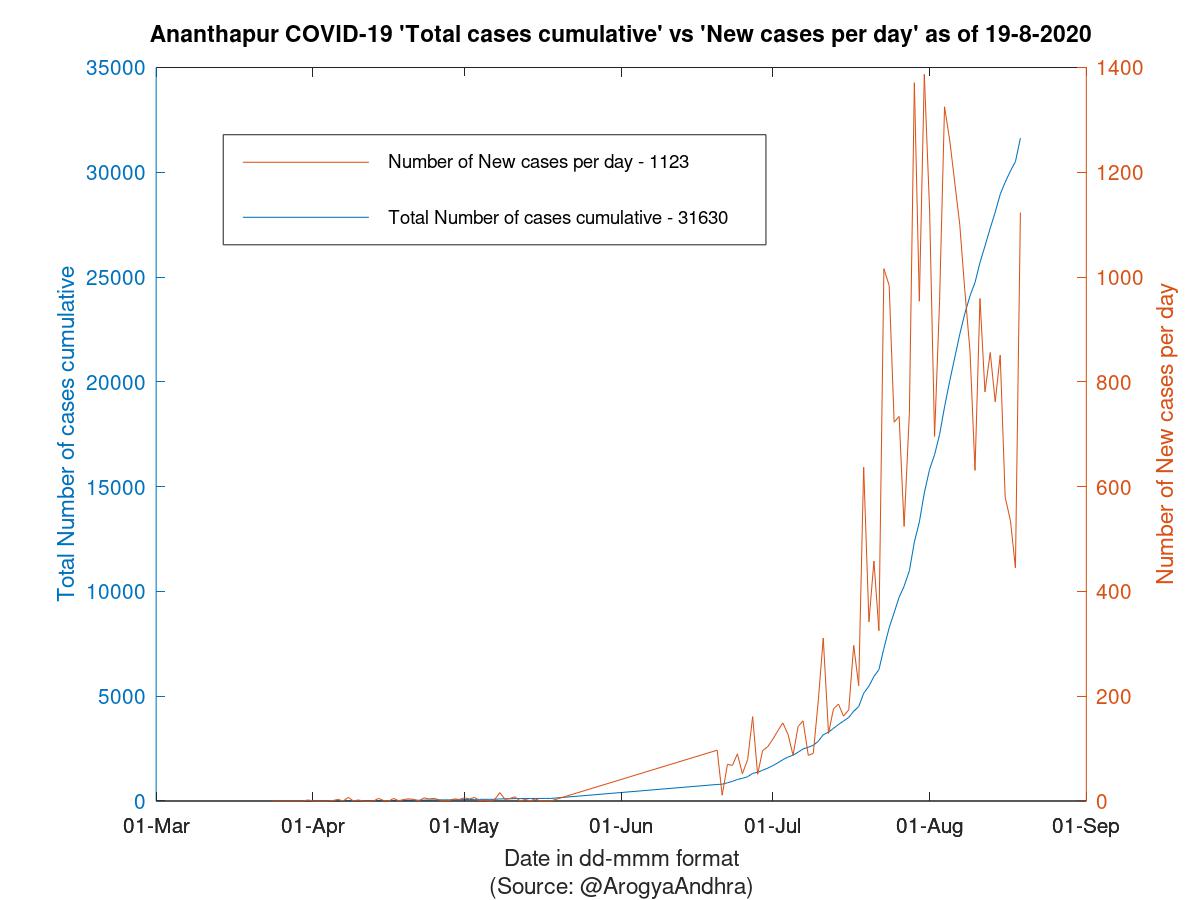 Ananthapur COVID-19 'Total cases cumulative' vs 'New cases per day' as of 19-8-2020
35000
30000
25000
20000
15000
10000
5000
0
Total Number of cases cumulative
Number of New cases per day - 1123
Total Number of cases cumulative - 31630
1400
1200
1000
800
600
400
200
0
Number of New cases per day
01-Mar 01-Apr 01-May 01-Jun 01-Jul 01-Aug 01-Sep
Date in dd-mmm format
(Source: @ArogyaAndhra)